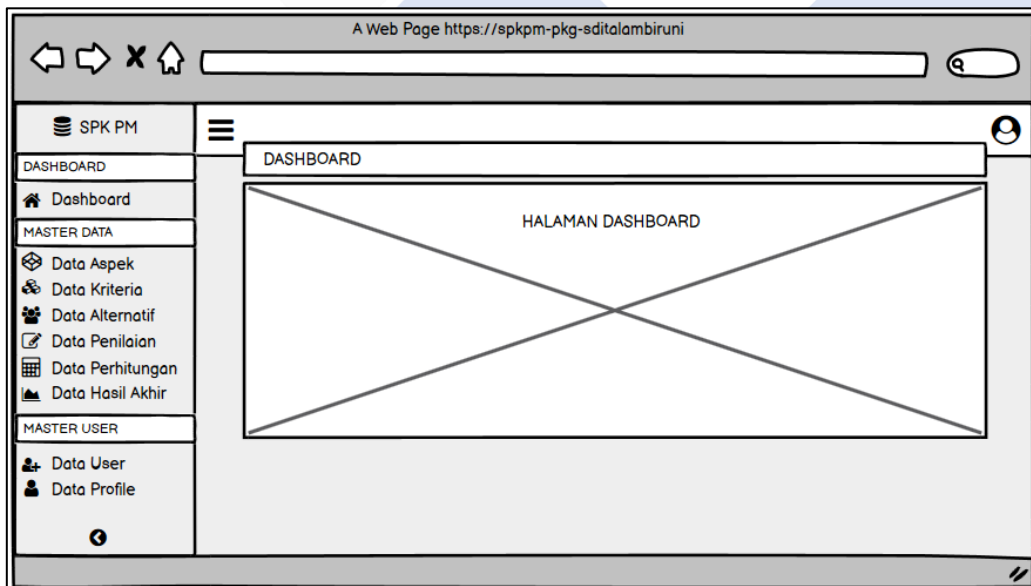 A Web Page https://spkpm-pkg-sditalambiruni
SPK PM
DASHBOARD
Dashboard
MASTER DATA
Data Aspek
Data Kriteria
Data Alternatif
Data Penilaian
Data Perhitungan
Data Hasil Akhir
MASTER USER
Data User
Data Profile
DASHBOARD
HALAMAN DASHBOARD